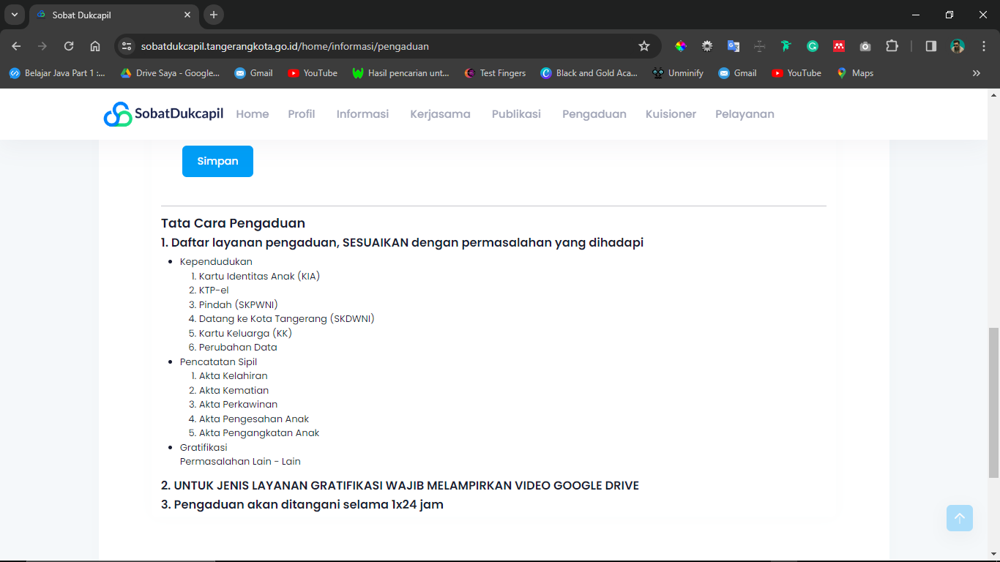 Sobat Dukcapil
sobatdukcapil.tangerangkota.go.id/home/informasi/pengaduan
Belajar Java Part 1 :... Drive Saya - Google... Gmail YouTube Hasil pencarian unt... Test Fingers Black and Gold Aca... Unminify Gmail YouTube Maps
SobatDukcapil Home Profil Informasi Kerjasama Publikasi Pengaduan Kuisioner Pelayanan
Simpan
Tata Cara Pengaduan
1. Daftar layanan pengaduan, SESUAIKAN dengan permasalahan yang dihadapi
• Kependudukan
1. Kartu Identitas Anak (KIA)
2. KTP-el
3. Pindah (SKPWNI)
4. Datang ke Kota Tangerang (SKDWNI)
5. Kartu Keluarga (KK)
6. Perubahan Data
• Pencatatan Sipil
1. Akta Kelahiran
2. Akta Kematian
3. Akta Perkawinan
4. Akta Pengesahan Anak
5. Akta Pengangkatan Anak
• Gratifikasi
Permasalahan Lain - Lain
2. UNTUK JENIS LAYANAN GRATIFIKASI WAJIB MELAMPIRKAN VIDEO GOOGLE DRIVE
3. Pengaduan akan ditangani selama 1x24 jam